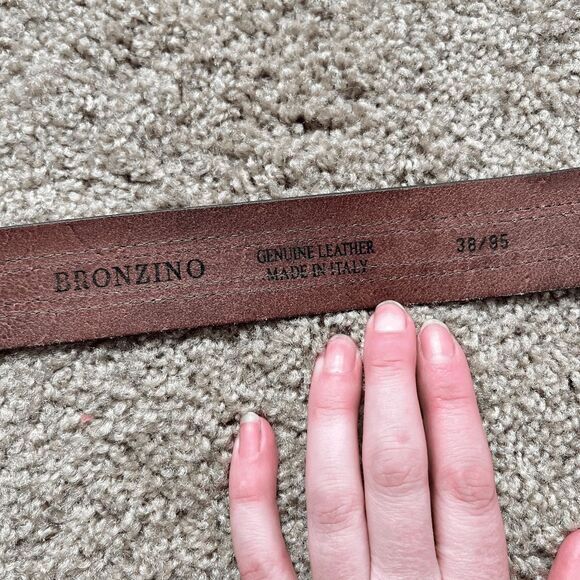 BRONZINO
GENUINE LEATHER
MADE IN ITALY
38/95